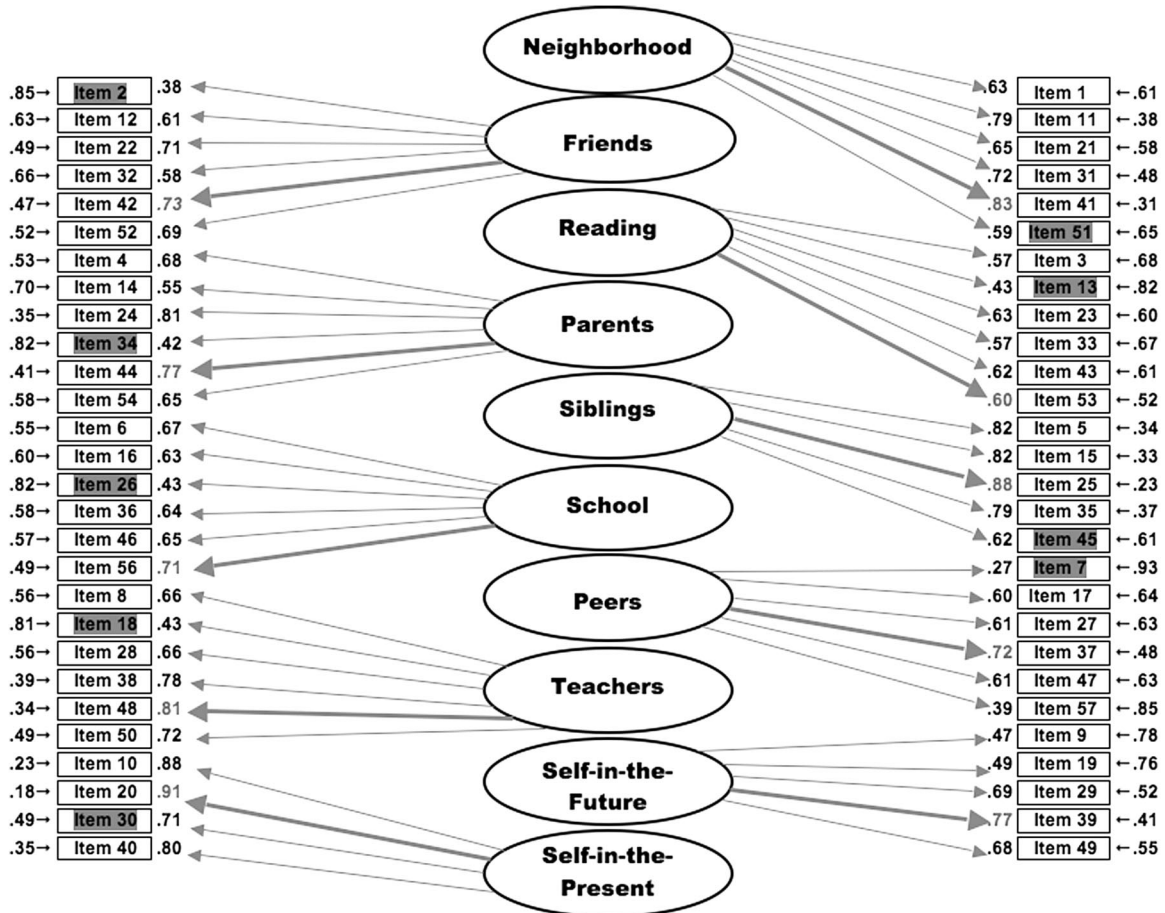 Neighborhood
Friends
Reading
Parents
Siblings
School
Peers
Teachers
Self-in-the-
Future
Self-in-the-
Present
.85→ Item 2 .38
.63→ Item 12 .61
.49→ Item 22 .71
.66→ Item 32 .58
.47→ Item 42 .73
.52→ Item 52 .69
.53→ Item 4 .68
.70→ Item 14 .55
.35→ Item 24 .81
.82→ Item 34 .42
.41→ Item 44 .77
.58→ Item 54 .65
.55→ Item 6 .67
.60→ Item 16 .63
.82→ Item 26 .43
.58→ Item 36 .64
.57→ Item 46 .65
.49→ Item 56 .71
.56→ Item 8 .66
.81→ Item 18 .43
.56→ Item 28 .66
.39→ Item 38 .78
.34→ Item 48 .81
.49→ Item 50 .72
.23→ Item 10 .88
.18→ Item 20 .91
.49→ Item 30 .71
.35→ Item 40 .80
.63 Item 1 ←.61
.79 Item 11 ←.38
.65 Item 21 ←.58
.72 Item 31 ←.48
.83 Item 41 ←.31
.59 Item 51 ←.65
.57 Item 3 ←.68
.43 Item 13 ←.82
.63 Item 23 ←.60
.57 Item 33 ←.67
.62 Item 43 ←.61
.60 Item 53 ←.52
.82 Item 5 ←.34
.82 Item 15 ←.33
.88 Item 25 ←.23
.79 Item 35 ←.37
.62 Item 45 ←.61
.27 Item 7 ←.93
.60 Item 17 ←.64
.61 Item 27 ←.63
.72 Item 37 ←.48
.61 Item 47 ←.63
.39 Item 57 ←.85
.47 Item 9 ←.78
.49 Item 19 ←.76
.69 Item 29 ←.52
.77 Item 39 ←.41
.68 Item 49 ←.55